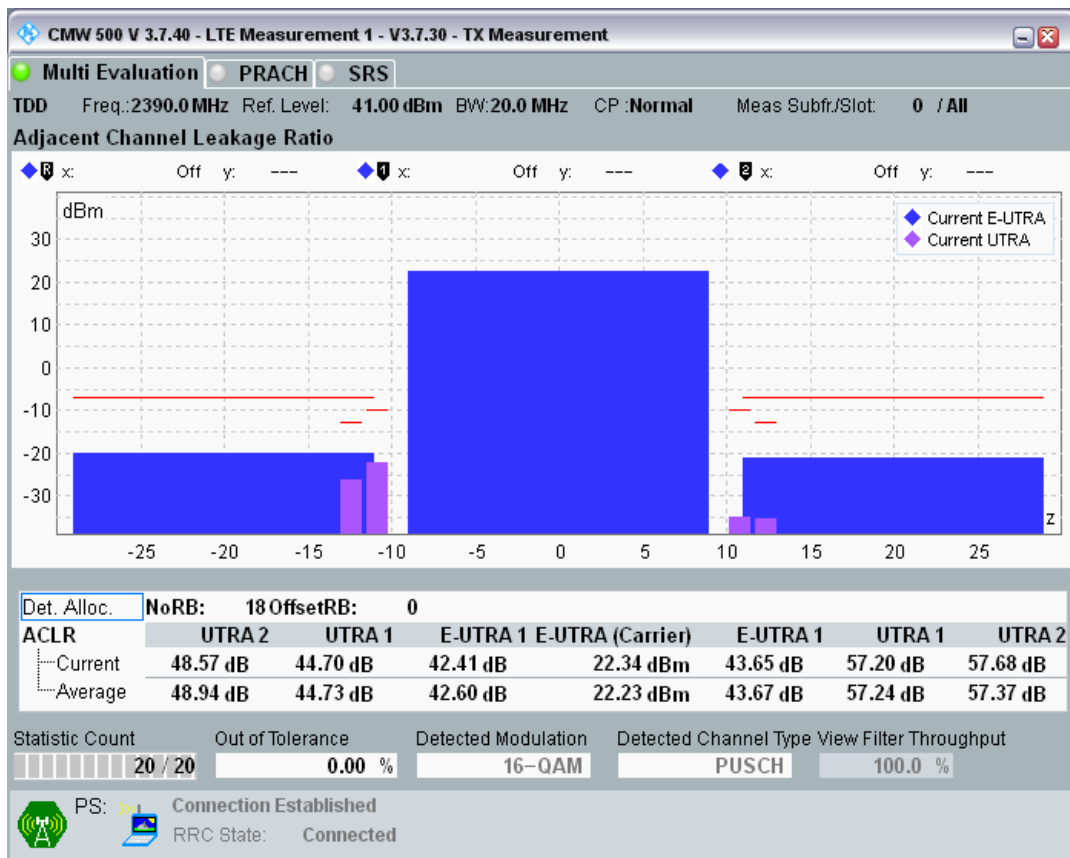 CMW 500 V 3.7.40 - LTE Measurement 1 - V3.7.30 - TX Measurement
Multi Evaluation PRACH SRS
TDD Freq.:2390.0 MHz Ref. Level: 41.00 dBm BW:20.0 MHz CP :Normal Meas Subfr./Slot: 0 / All
Adjacent Channel Leakage Ratio
R x: Off y: --- 1 x: Off y: --- 2 x: Off y: ---
dBm
Current E-UTRA
Current UTRA
30
20
10
0
-10
-20
-30
z
-25 -20 -15 -10 -5 0 5 10 15 20 25
Det. Alloc. NoRB: 18 OffsetRB: 0
ACLR UTRA 2 UTRA 1 E-UTRA 1 E-UTRA (Carrier) E-UTRA 1 UTRA 1 UTRA 2
Current 48.57 dB 44.70 dB 42.41 dB 22.34 dBm 43.65 dB 57.20 dB 57.68 dB
Average 48.94 dB 44.73 dB 42.60 dB 22.23 dBm 43.67 dB 57.24 dB 57.37 dB
Statistic Count Out of Tolerance Detected Modulation Detected Channel Type View Filter Throughput
20 / 20 0.00 % 16-QAM PUSCH 100.0 %
PS: Connection Established
RRC State: Connected